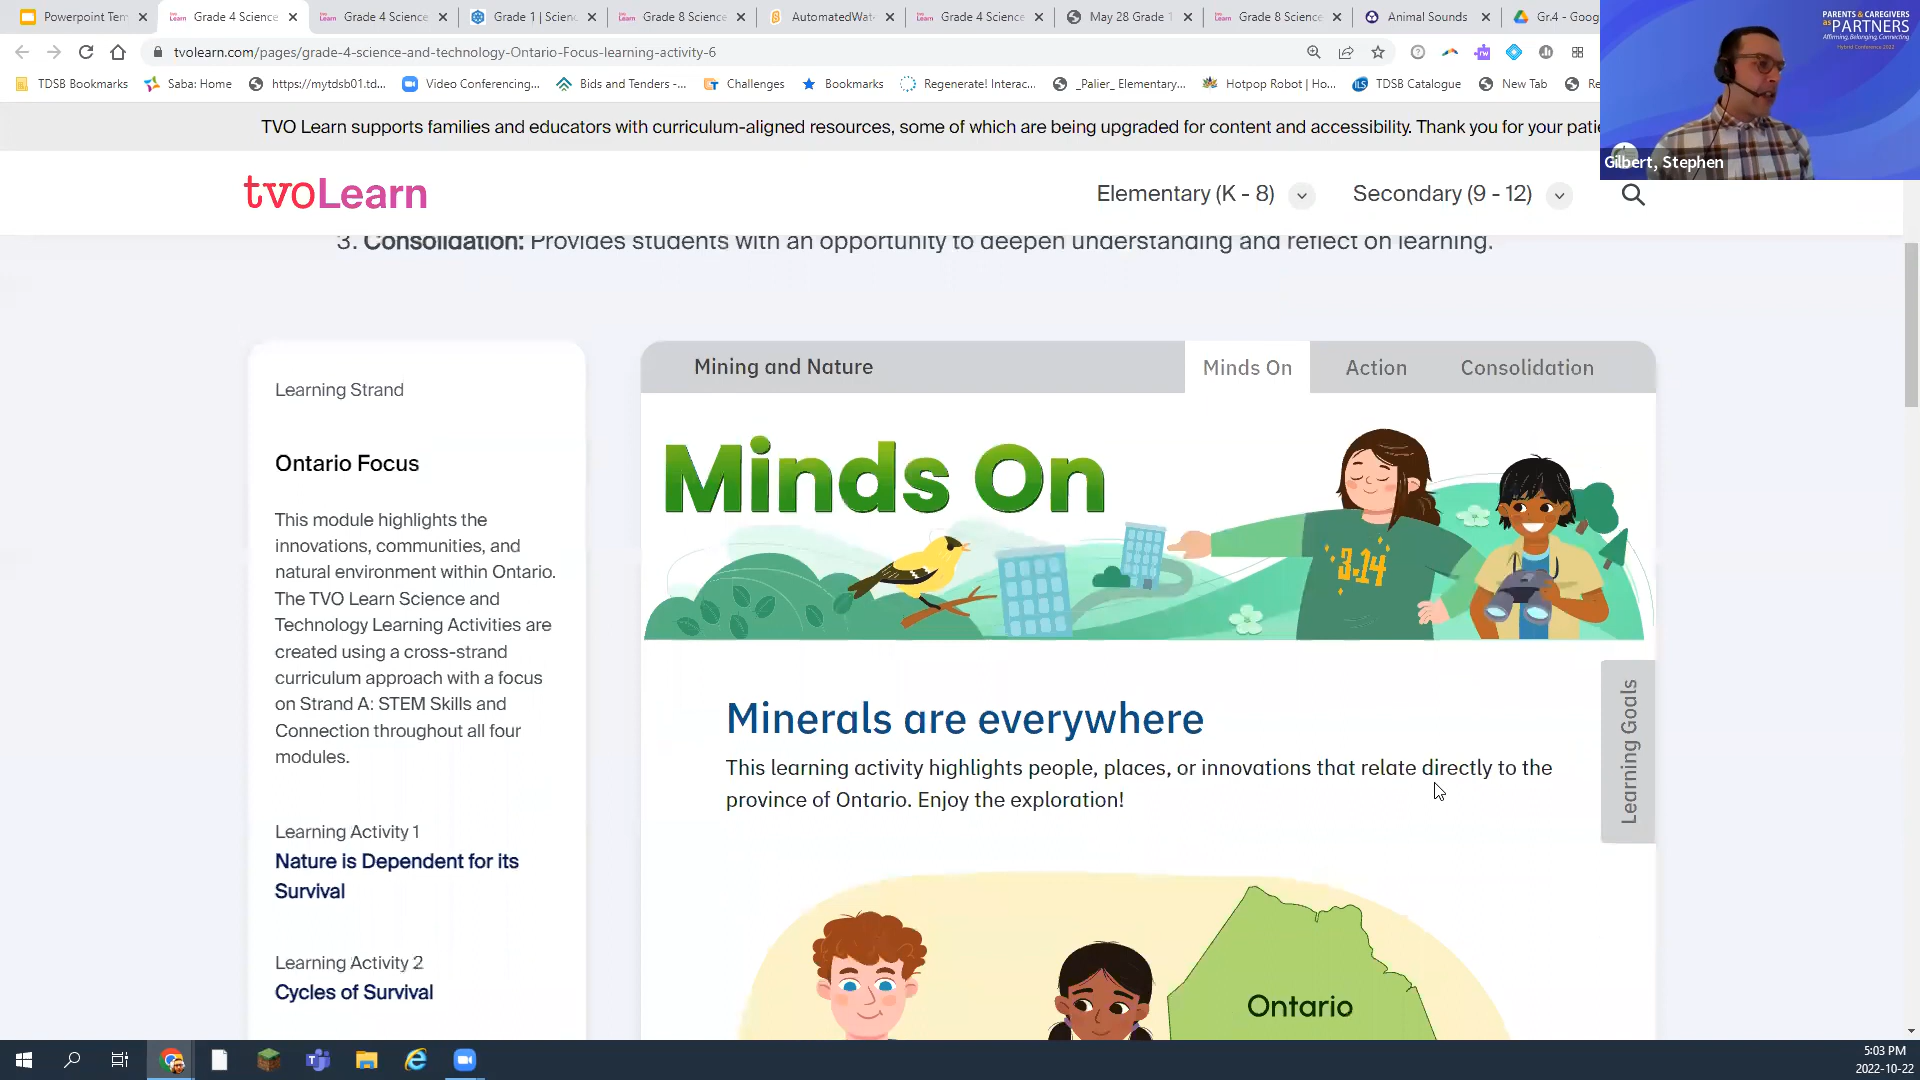 Powerpoint Tem
Grade 4 Science
Grade 4 Science
Grade 1 | Scienc
Grade 8 Science
AutomatedWat
Grade 4 Science
May 28 Grade 1
Grade 8 Science
Animal Sounds
Gr.4 - Goog
tvolearn.com/pages/grade-4-science-and-technology-Ontario-Focus-learning-activity-6
TDSB Bookmarks
Saba: Home
https://mytdsb01.td...
Video Conferencing...
Bids and Tenders -...
Challenges
Bookmarks
Regenerate! Interac...
_Palier_ Elementary...
Hotpop Robot | Ho...
TDSB Catalogue
New Tab
Re
PARENTS & CAREGIVERS
as PARTNERS
Affirming, Belonging, Connecting
Hybrid Conference 2022
Gilbert, Stephen
TVO Learn supports families and educators with curriculum-aligned resources, some of which are being upgraded for content and accessibility. Thank you for your patie
tvoLearn
Elementary (K - 8)
Secondary (9 - 12)
3. Consolidation: Provides students with an opportunity to deepen understanding and reflect on learning.
Learning Strand
Ontario Focus
This module highlights the
innovations, communities, and
natural environment within Ontario.
The TVO Learn Science and
Technology Learning Activities are
created using a cross-strand
curriculum approach with a focus
on Strand A: STEM Skills and
Connection throughout all four
modules.
Learning Activity 1
Nature is Dependent for its
Survival
Learning Activity 2
Cycles of Survival
Mining and Nature
Minds On
Action
Consolidation
Minds On
3.14
Minerals are everywhere
This learning activity highlights people, places, or innovations that relate directly to the
province of Ontario. Enjoy the exploration!
Learning Goals
Ontario
5:03 PM
2022-10-22